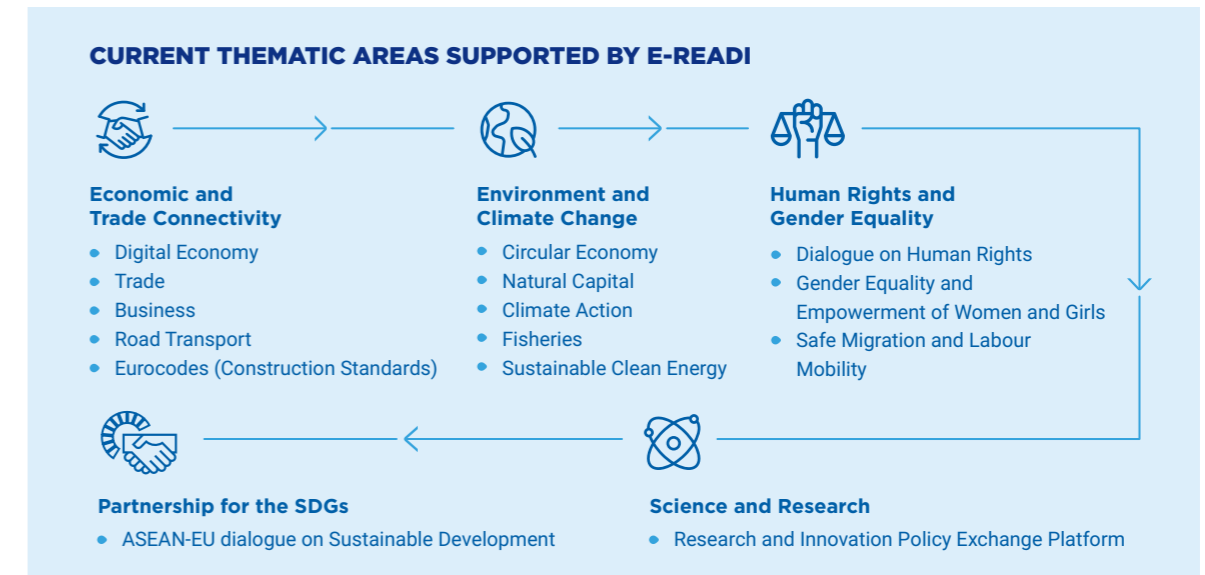 CURRENT THEMATIC AREAS SUPPORTED BY E-READI
Economic and
Trade Connectivity
Digital Economy
Trade
Business
Road Transport
Eurocodes (Construction Standards)
Environment and
Climate Change
Circular Economy
Natural Capital
Climate Action
Fisheries
Sustainable Clean Energy
Human Rights and
Gender Equality
Dialogue on Human Rights
Gender Equality and
Empowerment of Women and Girls
Safe Migration and Labour
Mobility
Partnership for the SDGs
ASEAN-EU dialogue on Sustainable Development
Science and Research
Research and Innovation Policy Exchange Platform